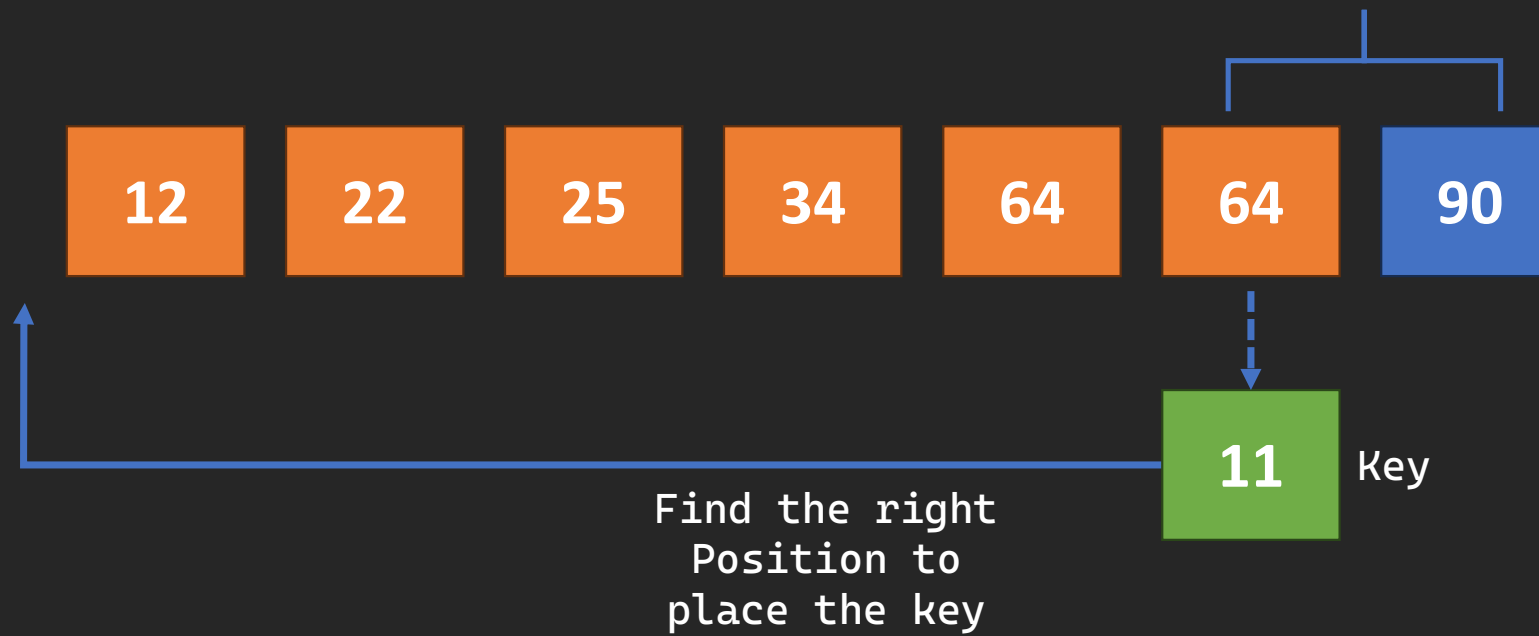 12 22 25 34 64 64 90
11 Key
Find the right
Position to
place the key